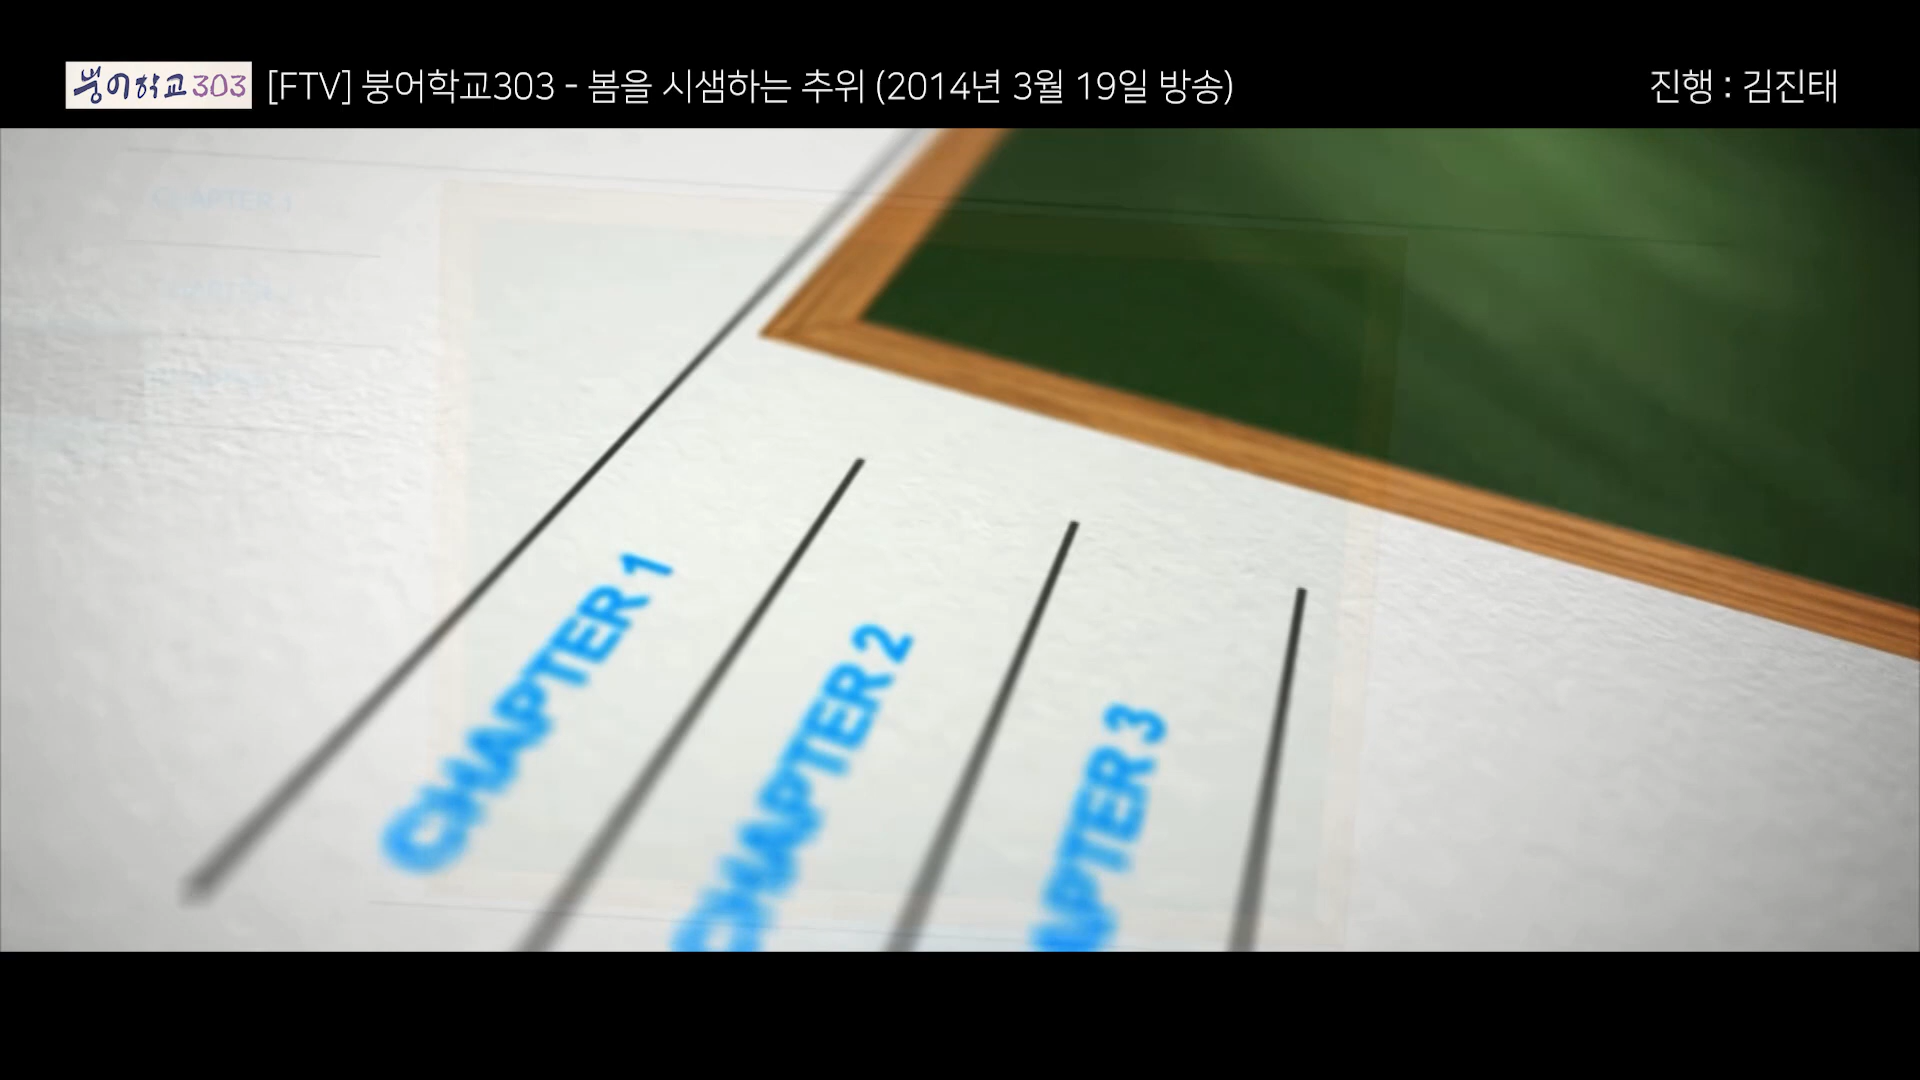 붕어학교303 [FTV] 붕어학교303 - 봄을 시샘하는 추위 (2014년 3월 19일 방송) 진행 : 김진태
CHAPTER 1
CHAPTER 1
CHAPTER 2
APTER 3